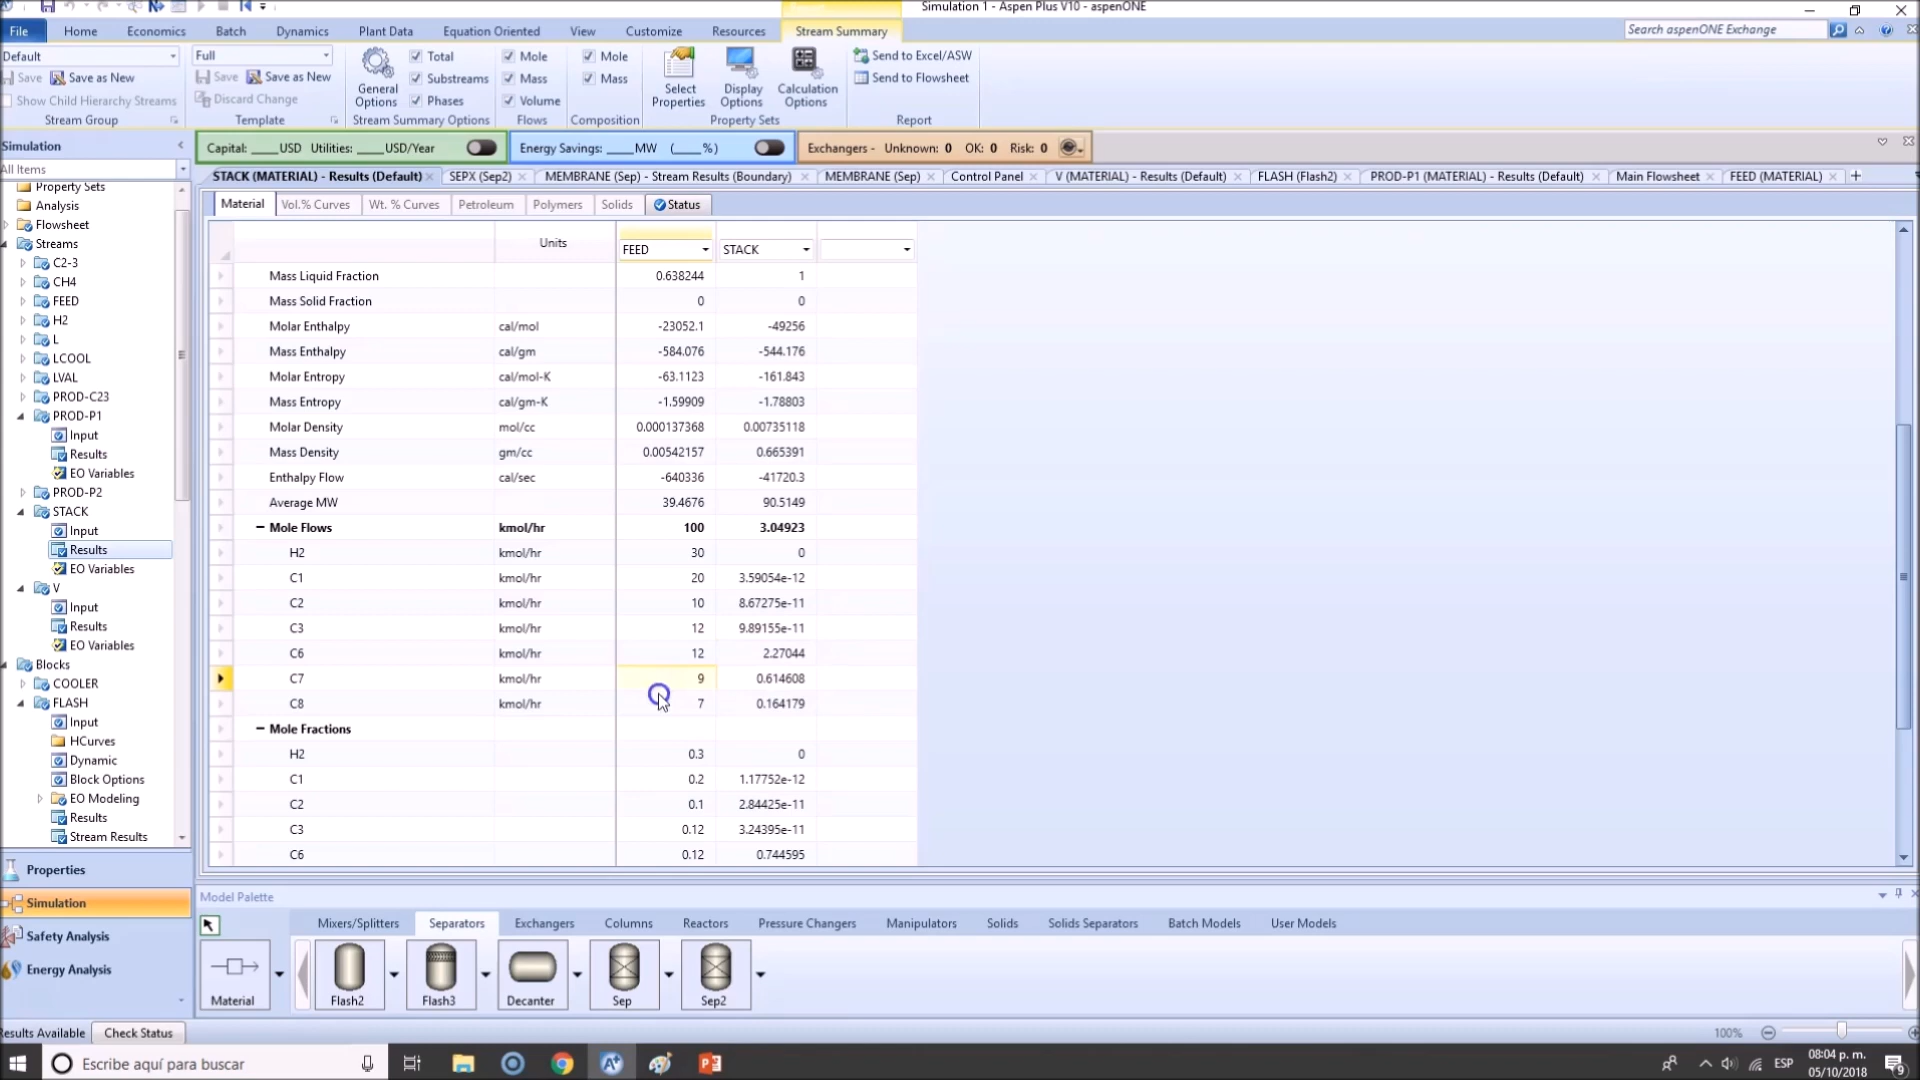 Simulation 1 - Aspen Plus V10 - aspenONE
File Home Economics Batch Dynamics Plant Data Equation Oriented View Customize Resources Stream Summary Search aspenONE Exchange
Default Full Total Mole Mole Send to Excel/ASW
Save Save as New Save Save as New Substreams Mass Mass Send to Flowsheet
Show Child Hierarchy Streams Discard Change General Options Phases Volume Select Properties Display Options Calculation Options
Stream Group Template Stream Summary Options Flows Composition Property Sets Report
Simulation Capital: ____USD Utilities: ____USD/Year Energy Savings: ____MW (____%) Exchangers - Unknown: 0 OK: 0 Risk: 0
All Items STACK (MATERIAL) - Results (Default) SEPX (Sep2) MEMBRANE (Sep) - Stream Results (Boundary) MEMBRANE (Sep) Control Panel V (MATERIAL) - Results (Default) FLASH (Flash2) PROD-P1 (MATERIAL) - Results (Default) Main Flowsheet FEED (MATERIAL)
Material Vol.% Curves Wt. % Curves Petroleum Polymers Solids Status
Property Sets
Analysis
Flowsheet
Streams
C2-3
CH4
FEED
H2
L
LCOOL
LVAL
PROD-C23
PROD-P1
Input
Results
EO Variables
PROD-P2
STACK
Input
Results
EO Variables
V
Input
Results
EO Variables
Blocks
COOLER
FLASH
Input
HCurves
Dynamic
Block Options
EO Modeling
Results
Stream Results
Units FEED STACK
Mass Liquid Fraction 0.638244 1
Mass Solid Fraction 0 0
Molar Enthalpy cal/mol -23052.1 -49256
Mass Enthalpy cal/gm -584.076 -544.176
Molar Entropy cal/mol-K -63.1123 -161.843
Mass Entropy cal/gm-K -1.59909 -1.78803
Molar Density mol/cc 0.000137368 0.00735118
Mass Density gm/cc 0.00542157 0.665391
Enthalpy Flow cal/sec -640336 -41720.3
Average MW 39.4676 90.5149
Mole Flows kmol/hr 100 3.04923
H2 kmol/hr 30 0
C1 kmol/hr 20 3.59054e-12
C2 kmol/hr 10 8.67275e-11
C3 kmol/hr 12 9.89155e-11
C6 kmol/hr 12 2.27044
C7 kmol/hr 9 0.614608
C8 kmol/hr 7 0.164179
Mole Fractions
H2 0.3 0
C1 0.2 1.17752e-12
C2 0.1 2.84425e-11
C3 0.12 3.24395e-11
C6 0.12 0.744595
Properties
Simulation
Safety Analysis
Energy Analysis
Model Palette
Mixers/Splitters Separators Exchangers Columns Reactors Pressure Changers Manipulators Solids Solids Separators Batch Models User Models
Material Flash2 Flash3 Decanter Sep Sep2
Results Available Check Status 100%
Escribe aquí para buscar ESP 08:04 p. m.
05/10/2018 9